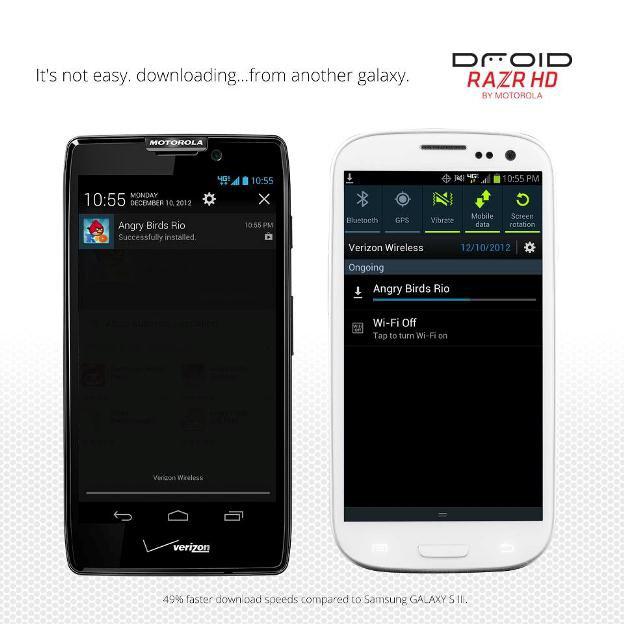 It's not easy. downloading...from another galaxy.
DROID
RAZR HD
BY MOTOROLA
MOTOROLA
4G 10:55
10:55 MONDAY
DECEMBER 10, 2012
Angry Birds Rio 10:55 PM
Successfully installed.
Verizon Wireless
verizon
4G 10:55 PM
Bluetooth GPS Vibrate Mobile data Screen rotation
Verizon Wireless 12/10/2012
Ongoing
Angry Birds Rio
Wi-Fi Off
Tap to turn Wi-Fi on
49% faster download speeds compared to Samsung GALAXY S III.